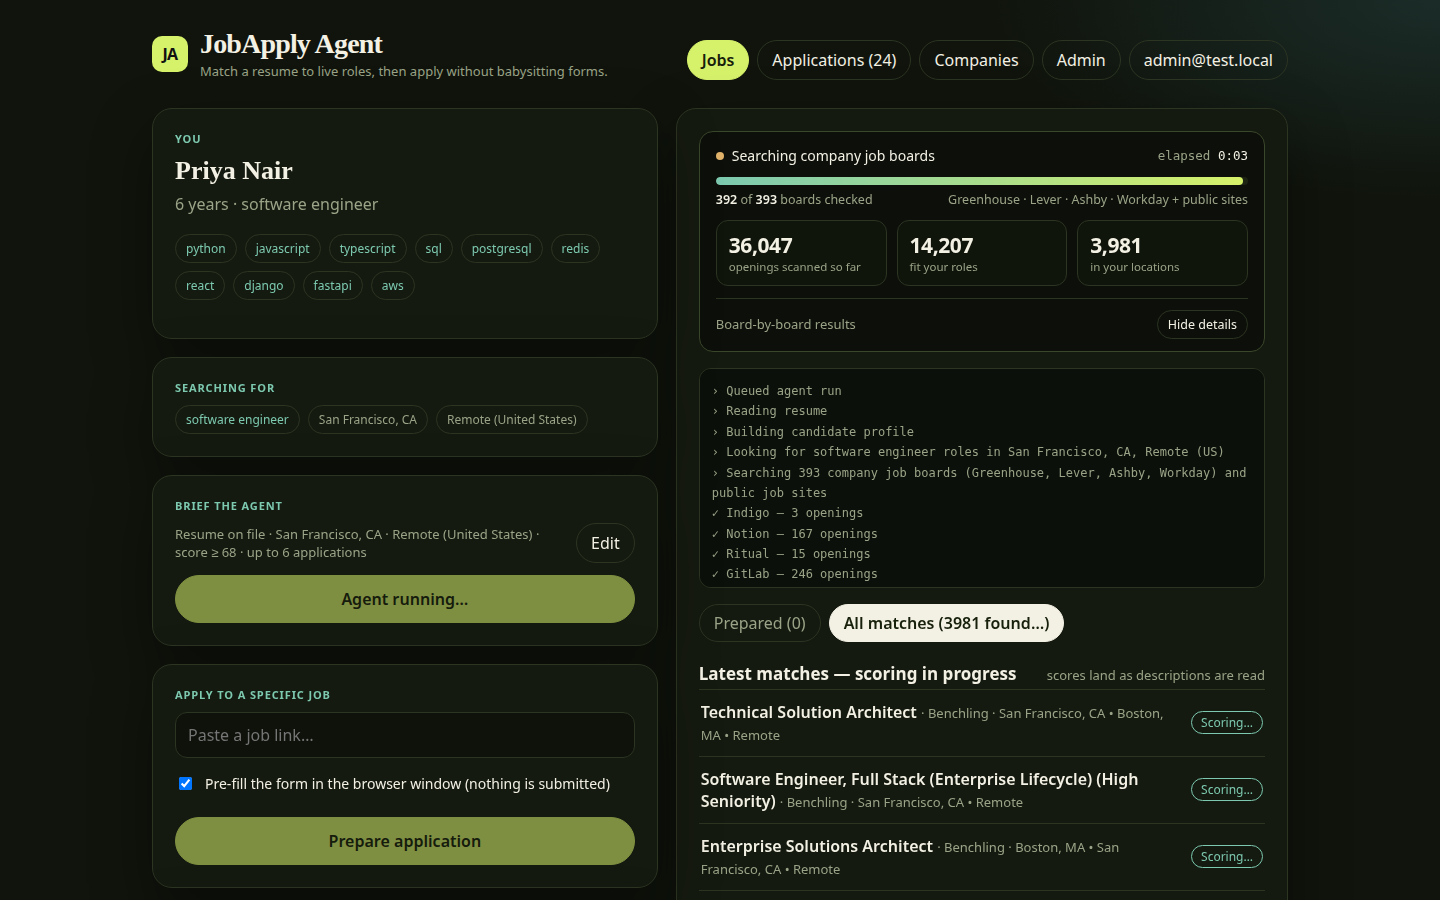 JA
JobApply Agent
Match a resume to live roles, then apply without babysitting forms.
Jobs
Applications (24)
Companies
Admin
admin@test.local
YOU
Priya Nair
6 years · software engineer
python javascript typescript sql postgresql redis
react django fastapi aws
SEARCHING FOR
software engineer San Francisco, CA Remote (United States)
BRIEF THE AGENT
Resume on file · San Francisco, CA · Remote (United States) ·
score ≥ 68 · up to 6 applications
Edit
Agent running...
APPLY TO A SPECIFIC JOB
Paste a job link...
Pre-fill the form in the browser window (nothing is submitted)
Prepare application
Searching company job boards
elapsed 0:03
392 of 393 boards checked
Greenhouse · Lever · Ashby · Workday + public sites
36,047
openings scanned so far
14,207
fit your roles
3,981
in your locations
Board-by-board results
Hide details
› Queued agent run
› Reading resume
› Building candidate profile
› Looking for software engineer roles in San Francisco, CA, Remote (US)
› Searching 393 company job boards (Greenhouse, Lever, Ashby, Workday) and
public job sites
✓ Indigo — 3 openings
✓ Notion — 167 openings
✓ Ritual — 15 openings
✓ GitLab — 246 openings
Prepared (0)
All matches (3981 found...)
Latest matches — scoring in progress
scores land as descriptions are read
Technical Solution Architect · Benchling · San Francisco, CA • Boston,
MA • Remote
Scoring...
Software Engineer, Full Stack (Enterprise Lifecycle) (High
Seniority) · Benchling · San Francisco, CA • Remote
Scoring...
Enterprise Solutions Architect · Benchling · Boston, MA • San
Francisco, CA • Remote
Scoring...